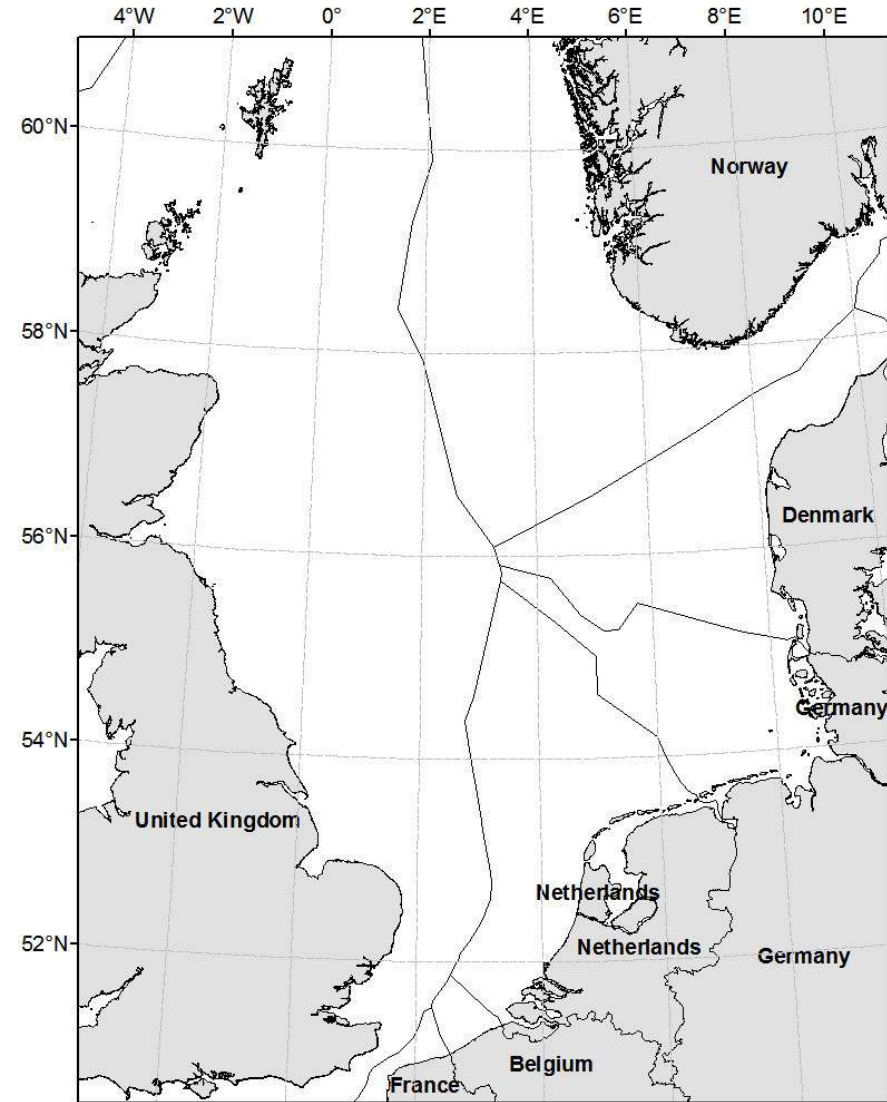 4°W 2°W 0° 2°E 4°E 6°E 8°E 10°E
60°N
Norway
58°N
56°N
Denmark
54°N
Germany
United Kingdom
Netherlands
52°N
Netherlands
Germany
Belgium
France